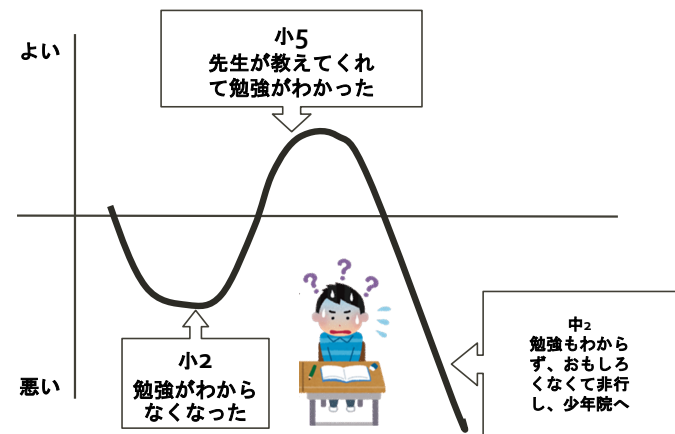 よい
小5
先生が教えてくれ
て勉強がわかった
小2
勉強がわから
なくなった
悪い
中2
勉強もわから
ず、おもしろ
くなくて非行
し、少年院へ